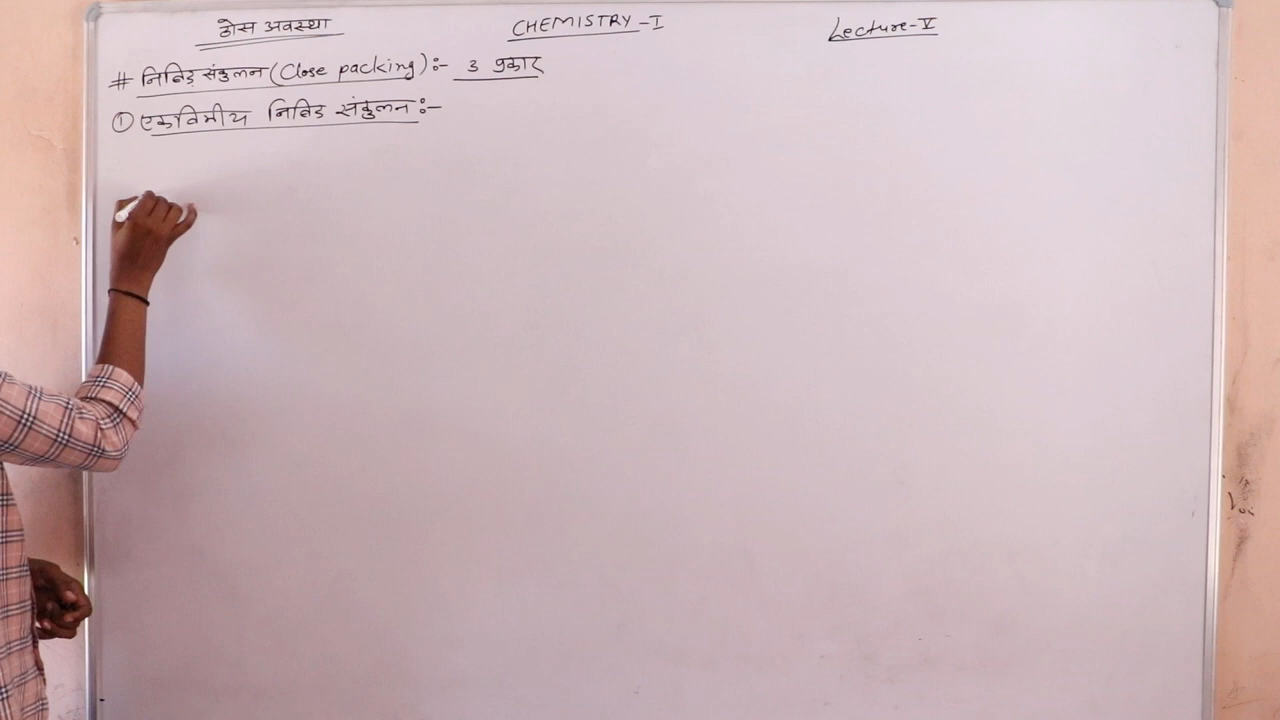 ठोस अवस्था CHEMISTRY-I Lecture-V
# निविड़ संकुलन (Close packing) :- 3 प्रकार
① एकविमीय निविड संकुलन :-